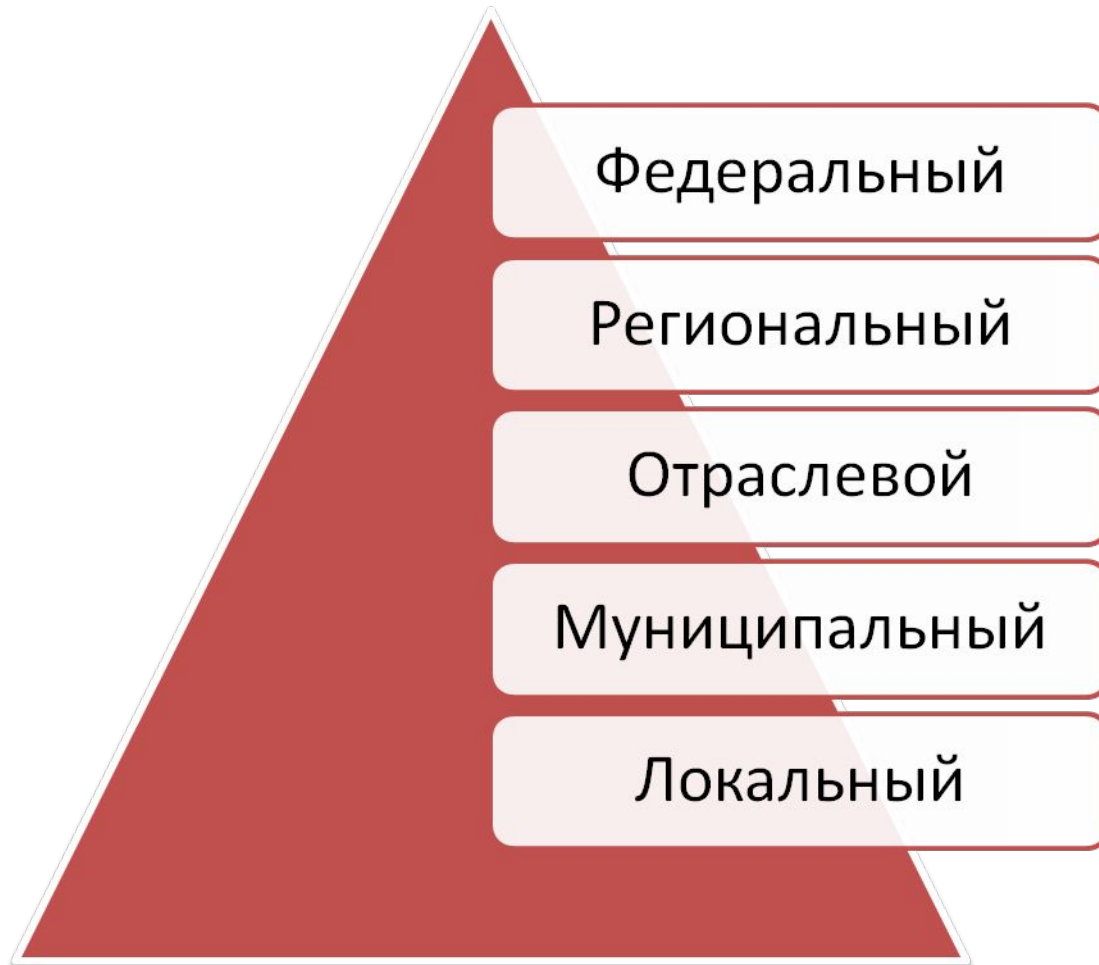 Федеральный
Региональный
Отраслевой
Муниципальный
Локальный